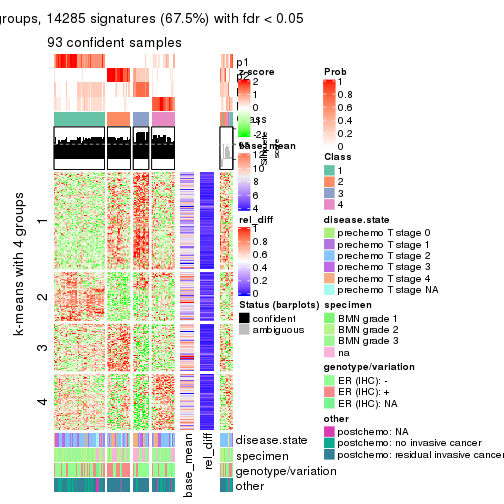 groups, 14285 signatures (67.5%) with fdr < 0.05
93 confident samples
p1
z-score
2
1
0
-1
-2
base_mean
12
10
8
6
4
rel_diff
1
0.8
0.6
0.4
0.2
0
Status (barplots)
confident
ambiguous
Prob
1
0.8
0.6
0.4
0.2
0
Class
1
2
3
4
disease.state
prechemo T stage 0
prechemo T stage 1
prechemo T stage 2
prechemo T stage 3
prechemo T stage 4
prechemo T stage NA
specimen
BMN grade 1
BMN grade 2
BMN grade 3
na
genotype/variation
ER (IHC): -
ER (IHC): +
ER (IHC): NA
other
postchemo: NA
postchemo: no invasive cancer
postchemo: residual invasive cancer
k-means with 4 groups
1
2
3
4
base_mean
rel_diff
disease.state
specimen
genotype/variation
other